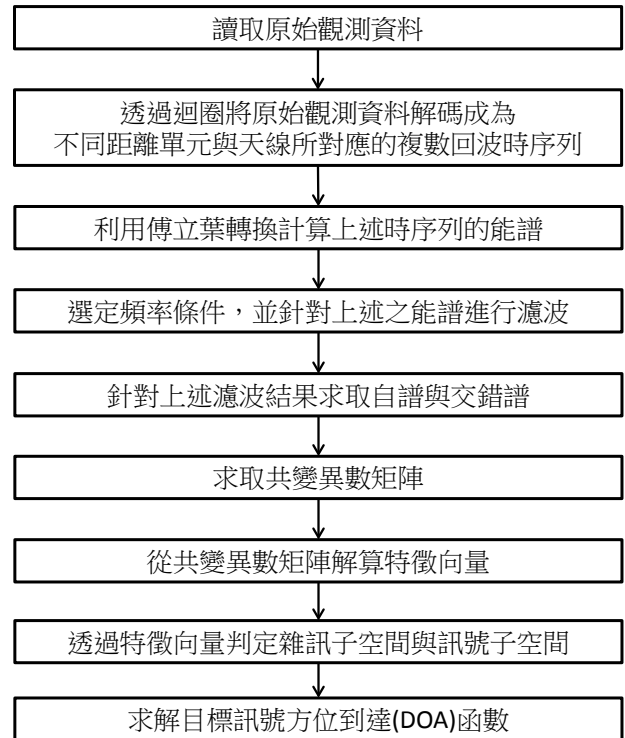 讀取原始觀測資料
透過迴圈將原始觀測資料解碼成為
不同距離單元與天線所對應的複數回波時序列
利用傅立葉轉換計算上述時序列的能譜
選定頻率條件，並針對上述之能譜進行濾波
針對上述濾波結果求取自譜與交錯譜
求取共變異數矩陣
從共變異數矩陣解算特徵向量
透過特徵向量判定雜訊子空間與訊號子空間
求解目標訊號方位到達(DOA)函數